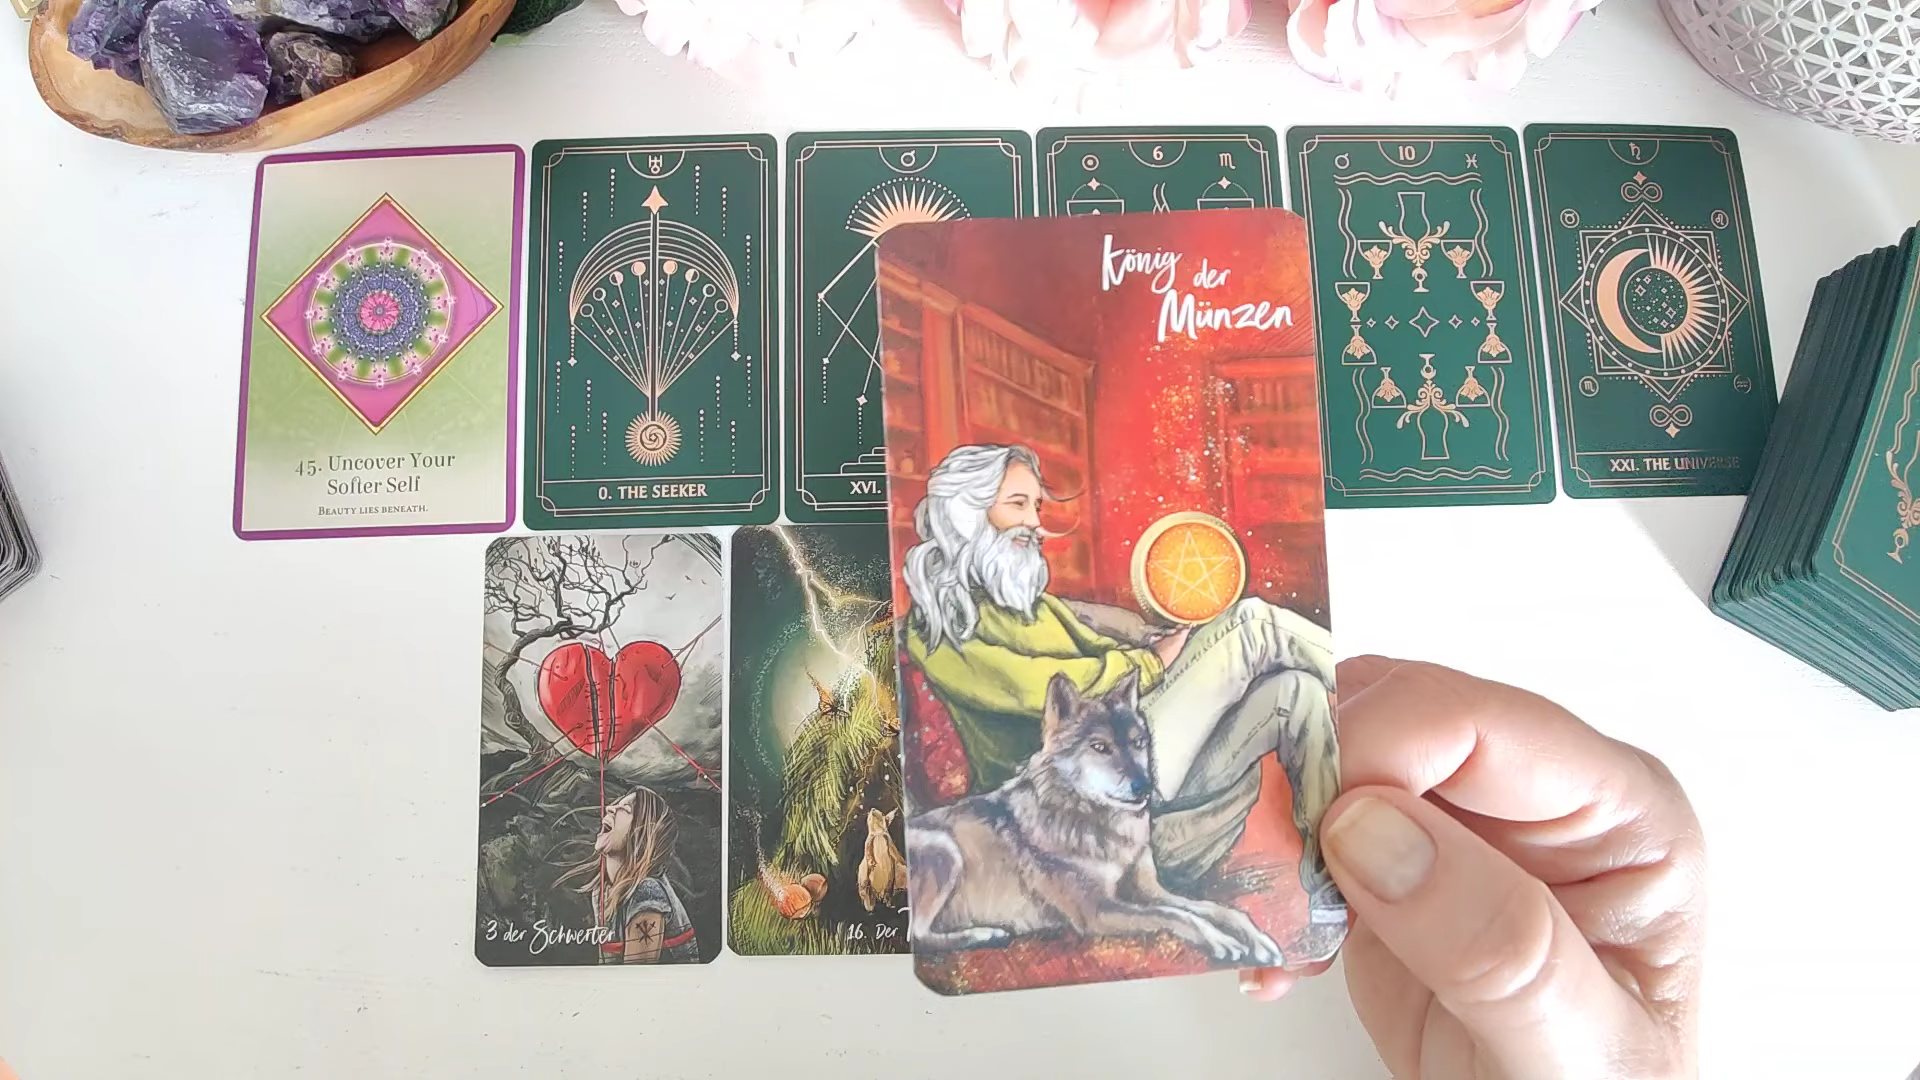 45. Uncover Your
Softer Self
BEAUTY LIES BENEATH.
0. THE SEEKER
XVI.
6
10
XXI. THE UNIVERSE
König
der
Münzen
3 der Schwerter
16. Der